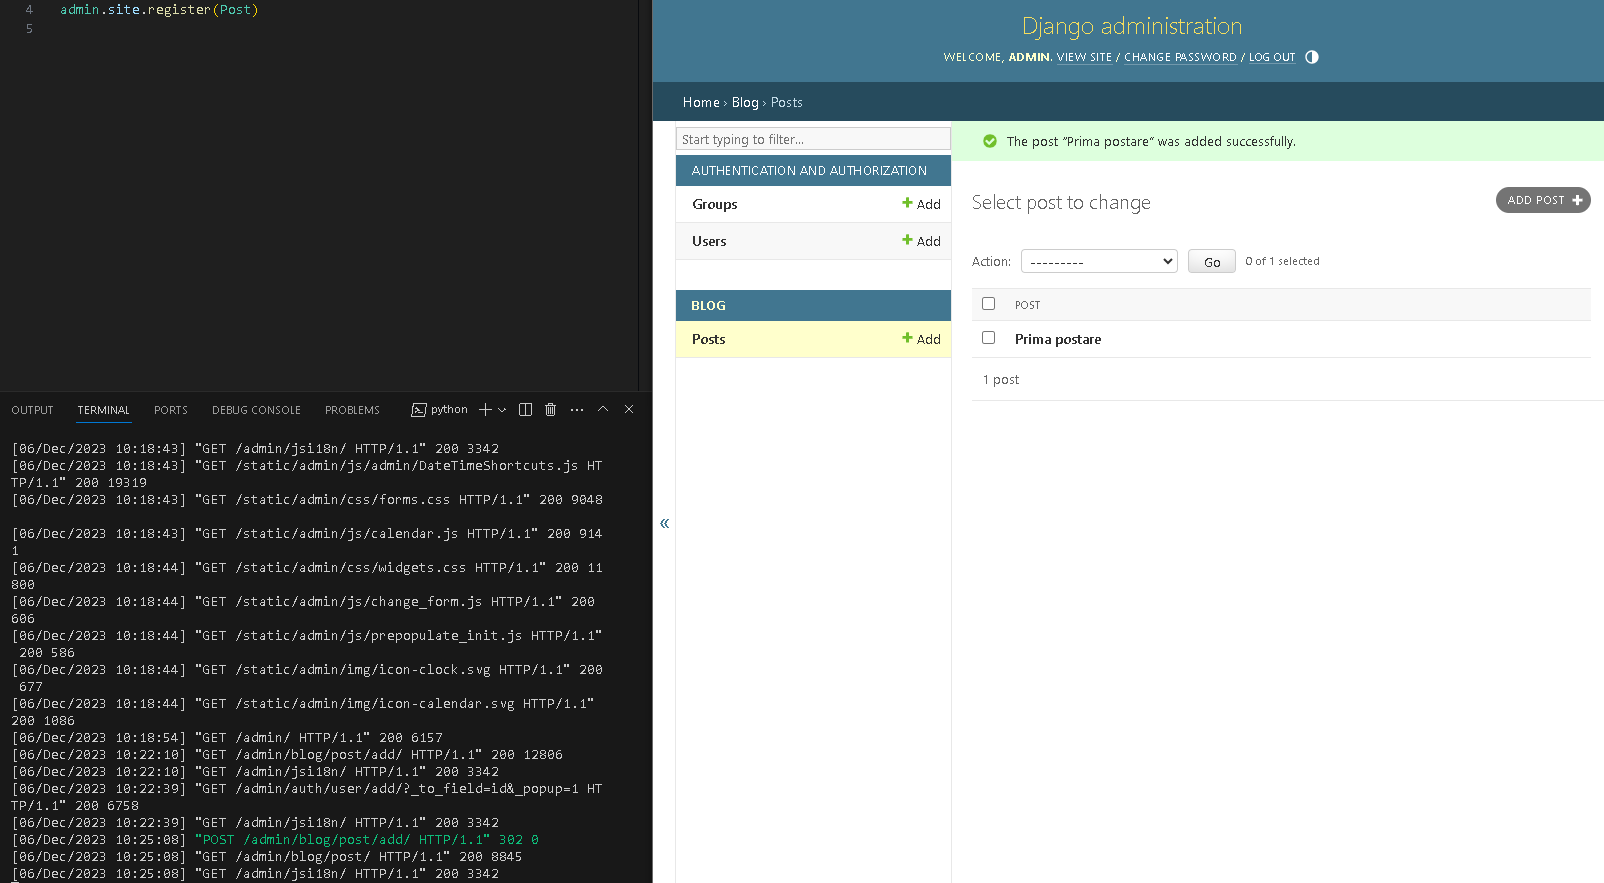 4 admin.site.register(Post)
5
OUTPUT TERMINAL PORTS DEBUG CONSOLE PROBLEMS python
[06/Dec/2023 10:18:43] "GET /admin/jsi18n/ HTTP/1.1" 200 3342
[06/Dec/2023 10:18:43] "GET /static/admin/js/admin/DateTimeShortcuts.js HT
TP/1.1" 200 19319
[06/Dec/2023 10:18:43] "GET /static/admin/css/forms.css HTTP/1.1" 200 9048
[06/Dec/2023 10:18:43] "GET /static/admin/js/calendar.js HTTP/1.1" 200 914
1
[06/Dec/2023 10:18:44] "GET /static/admin/css/widgets.css HTTP/1.1" 200 11
800
[06/Dec/2023 10:18:44] "GET /static/admin/js/change_form.js HTTP/1.1" 200
606
[06/Dec/2023 10:18:44] "GET /static/admin/js/prepopulate_init.js HTTP/1.1"
200 586
[06/Dec/2023 10:18:44] "GET /static/admin/img/icon-clock.svg HTTP/1.1" 200
677
[06/Dec/2023 10:18:44] "GET /static/admin/img/icon-calendar.svg HTTP/1.1"
200 1086
[06/Dec/2023 10:18:54] "GET /admin/ HTTP/1.1" 200 6157
[06/Dec/2023 10:22:10] "GET /admin/blog/post/add/ HTTP/1.1" 200 12806
[06/Dec/2023 10:22:10] "GET /admin/jsi18n/ HTTP/1.1" 200 3342
[06/Dec/2023 10:22:39] "GET /admin/auth/user/add/?_to_field=id&_popup=1 HT
TP/1.1" 200 6758
[06/Dec/2023 10:22:39] "GET /admin/jsi18n/ HTTP/1.1" 200 3342
[06/Dec/2023 10:25:08] "POST /admin/blog/post/add/ HTTP/1.1" 302 0
[06/Dec/2023 10:25:08] "GET /admin/blog/post/ HTTP/1.1" 200 8845
[06/Dec/2023 10:25:08] "GET /admin/jsi18n/ HTTP/1.1" 200 3342
Django administration
WELCOME, ADMIN. VIEW SITE / CHANGE PASSWORD / LOG OUT
Home › Blog › Posts
«
Start typing to filter...
AUTHENTICATION AND AUTHORIZATION
Groups + Add
Users + Add
BLOG
Posts + Add
The post "Prima postare" was added successfully.
Select post to change
ADD POST +
Action: --------- Go 0 of 1 selected
POST
Prima postare
1 post